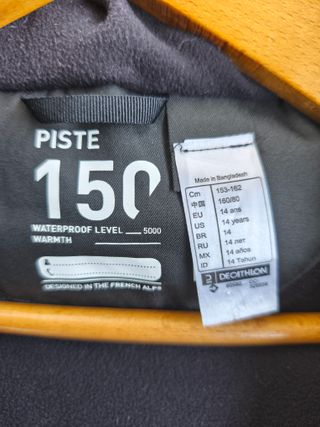 PISTE
150
WATERPROOF LEVEL 5000
WARMTH
DESIGNED IN THE FRENCH ALPS
Made in Bangladesh
Cm 153-162
中国 160/80
EU 14 ans
US 14 years
BR 14
RU 14 лет
MX 14
ID 14 Tahun
2 DECATHLON